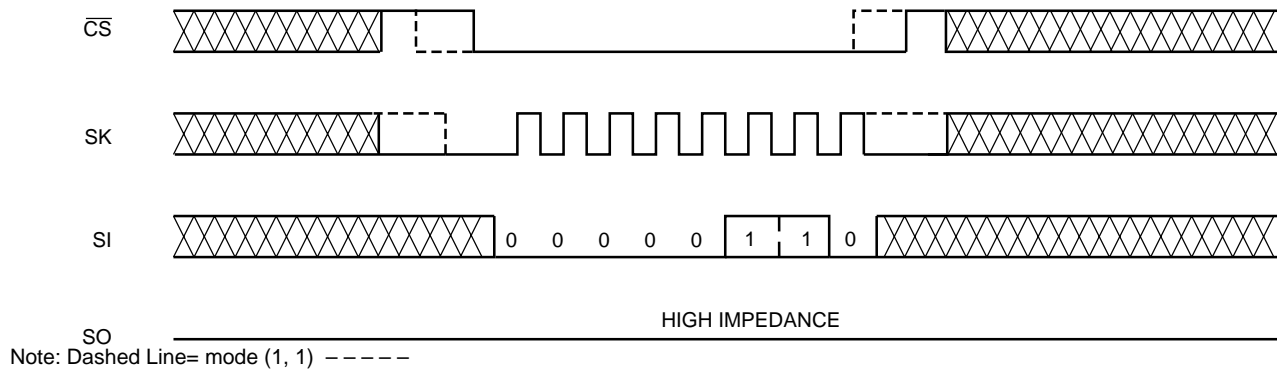 CS
SK
SI
0 0 0 0 0 1 1 0
HIGH IMPEDANCE
SO
Note: Dashed Line= mode (1, 1) – – – – –